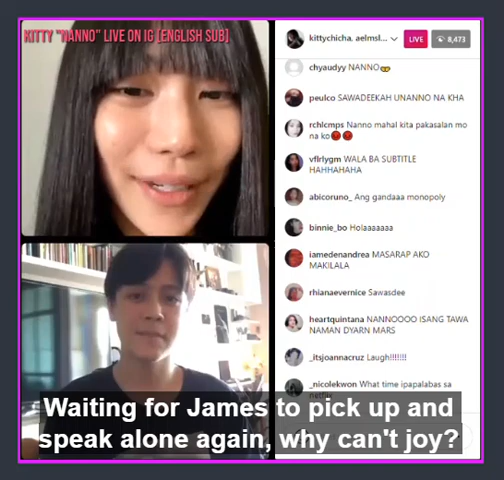 KITTY "NANNO" LIVE ON IG [ENGLISH SUB]
kittychicha, aelmsl... LIVE 8,473
chyaudyy NANNO
peulco SAWADEEKAH UNANNO NA KHA
rchlcmps Nanno mahal kita pakasalan mo
na ko
vflrlygm WALA BA SUBTITLE
HAHHAHAHA
abicoruno_ Ang gandaaa monopoly
binnie_bo Holaaaaaaa
iamedenandrea MASARAP AKO
MAKILALA
rhianaevernice Sawasdee
heartquintana NANNOOOO ISANG TAWA
NAMAN DYARN MARS
_itsjoannacruz Laugh!!!!!!!
_nicolekwon What time ipapalabas sa
netflix
Waiting for James to pick up and
speak alone again, why can't joy?